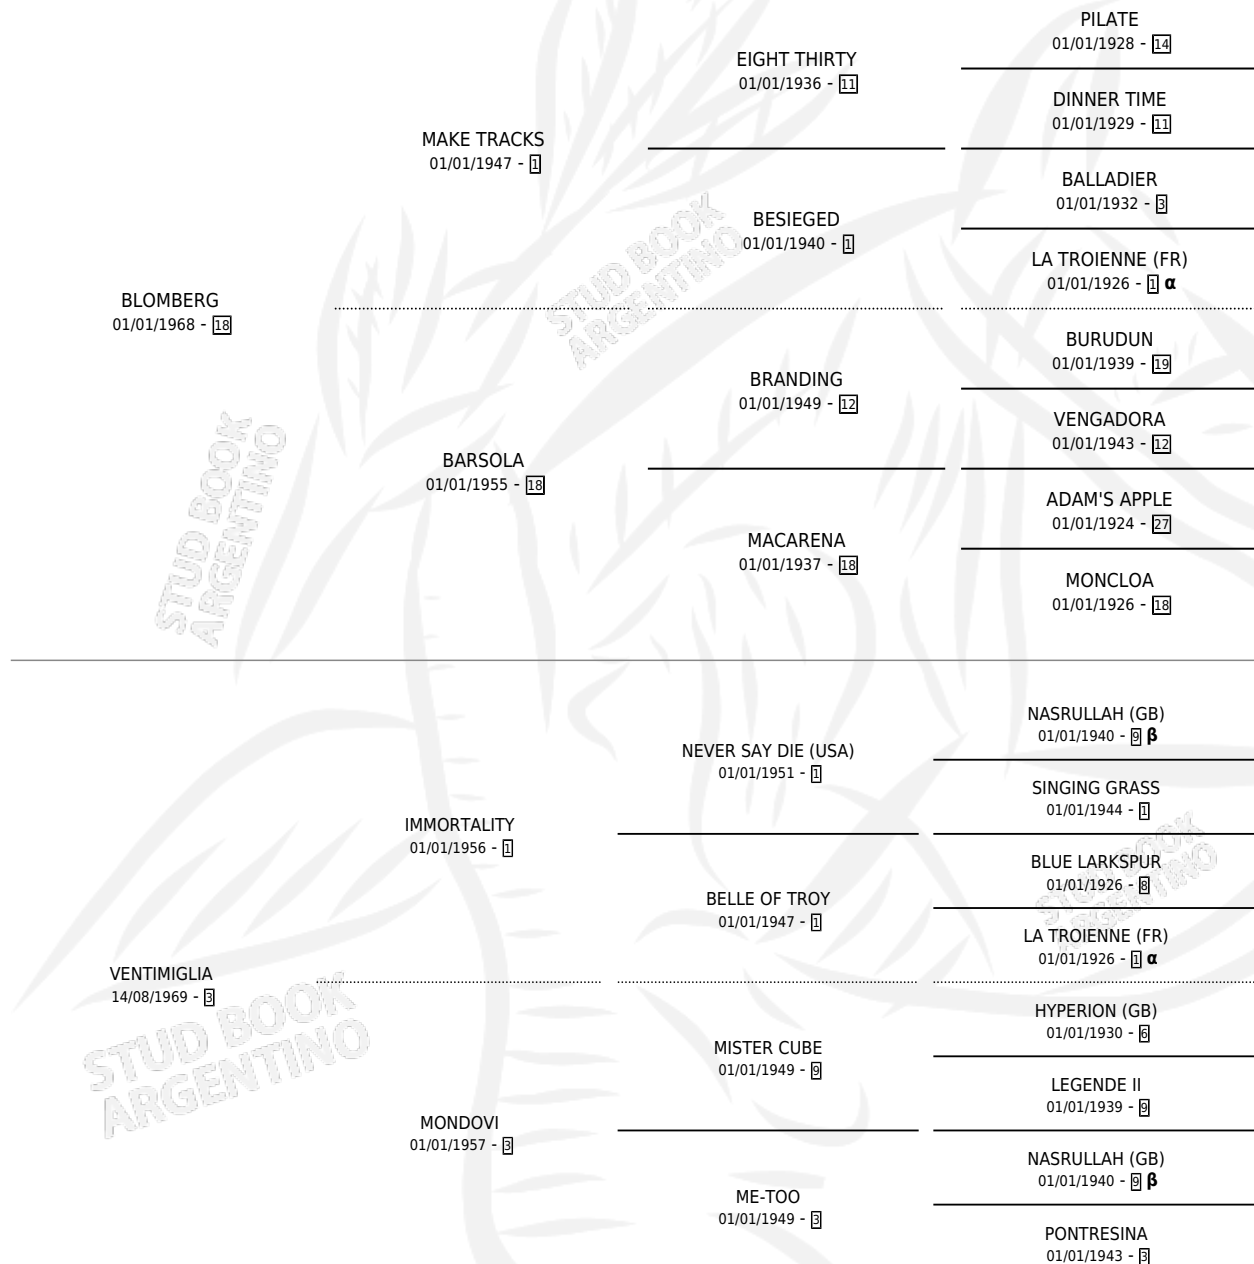 PILATE
01/01/1928 - 14
EIGHT THIRTY
01/01/1936 - 11
DINNER TIME
01/01/1929 - 11
MAKE TRACKS
01/01/1947 - 1
BALLADIER
01/01/1932 - 3
BESIEGED
01/01/1940 - 1
LA TROIENNE (FR)
01/01/1926 - 1 α
BLOMBERG
01/01/1968 - 18
BURUDUN
01/01/1939 - 19
BRANDING
01/01/1949 - 12
VENGADORA
01/01/1943 - 12
BARSOLA
01/01/1955 - 18
ADAM'S APPLE
01/01/1924 - 27
MACARENA
01/01/1937 - 18
MONCLOA
01/01/1926 - 18
STUD BOOK
ARGENTINO
STUD BOOK
ARGENTINO
NASRULLAH (GB)
01/01/1940 - 9 β
NEVER SAY DIE (USA)
01/01/1951 - 1
SINGING GRASS
01/01/1944 - 1
IMMORTALITY
01/01/1956 - 1
BLUE LARKSPUR
01/01/1926 - 8
BELLE OF TROY
01/01/1947 - 1
LA TROIENNE (FR)
01/01/1926 - 1 α
VENTIMIGLIA
14/08/1969 - 3
HYPERION (GB)
01/01/1930 - 6
MISTER CUBE
01/01/1949 - 9
LEGENDE II
01/01/1939 - 9
MONDOVI
01/01/1957 - 3
NASRULLAH (GB)
01/01/1940 - 9 β
ME-TOO
01/01/1949 - 3
PONTRESINA
01/01/1943 - 3
STUD BOOK
ARGENTINO
STUD BOOK
ARGENTINO